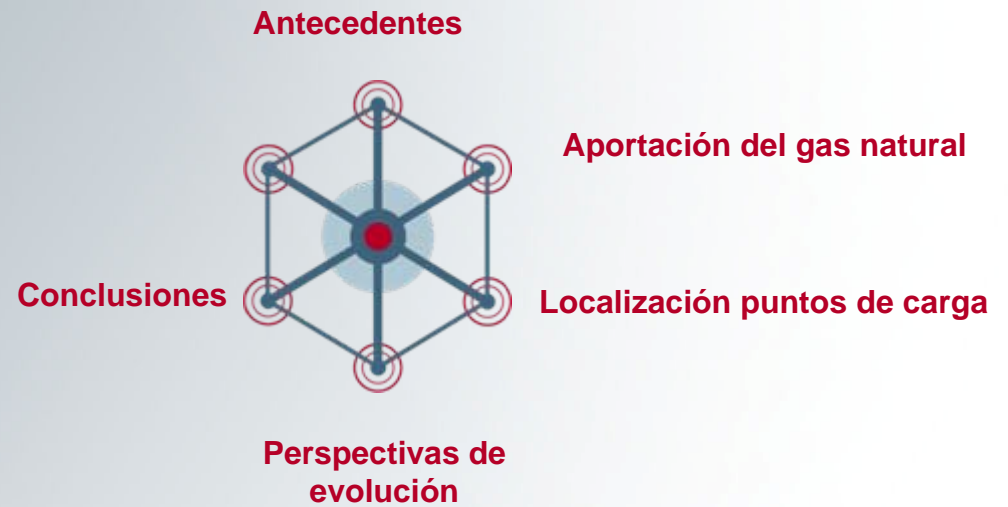 Antecedentes
Aportación del gas natural
Localización puntos de carga
Perspectivas de
evolución
Conclusiones